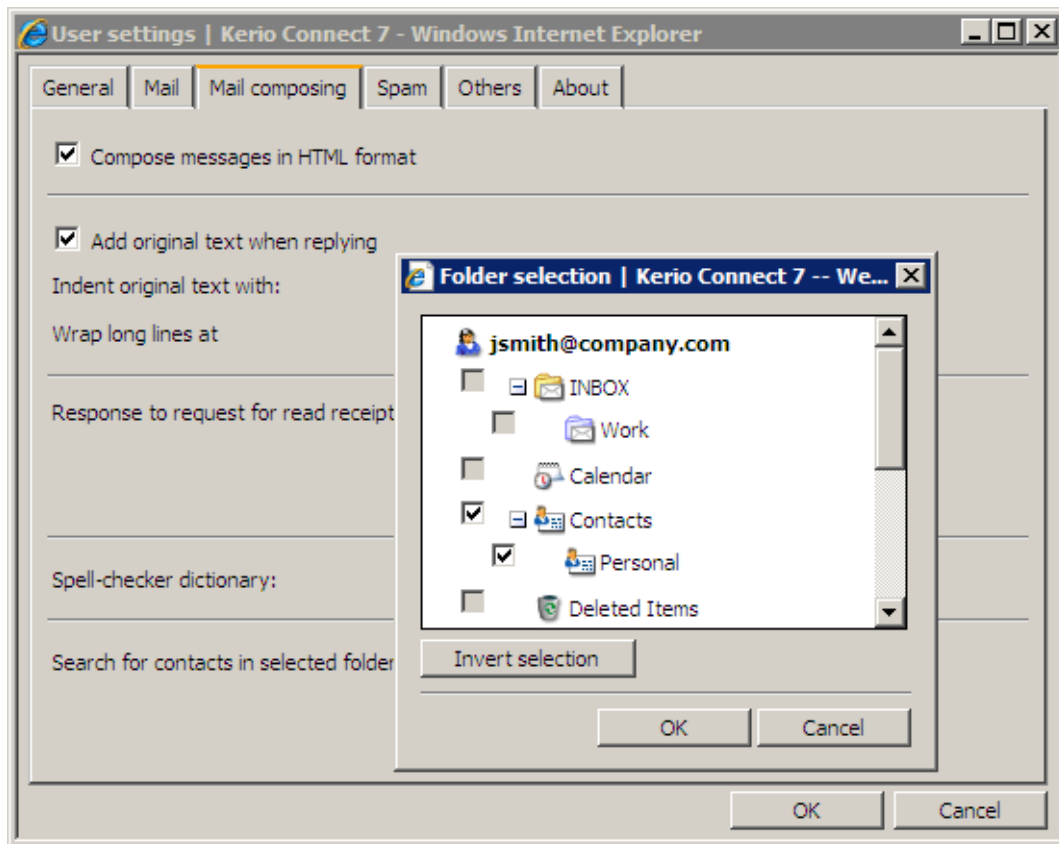 User settings | Kerio Connect 7 - Windows Internet Explorer
General Mail Mail composing Spam Others About
Compose messages in HTML format
Add original text when replying
Indent original text with:
Wrap long lines at
Response to request for read receipt
Spell-checker dictionary:
Search for contacts in selected folder
Folder selection | Kerio Connect 7 -- We...
jsmith@company.com
INBOX
Work
Calendar
Contacts
Personal
Deleted Items
Invert selection
OK Cancel
OK Cancel